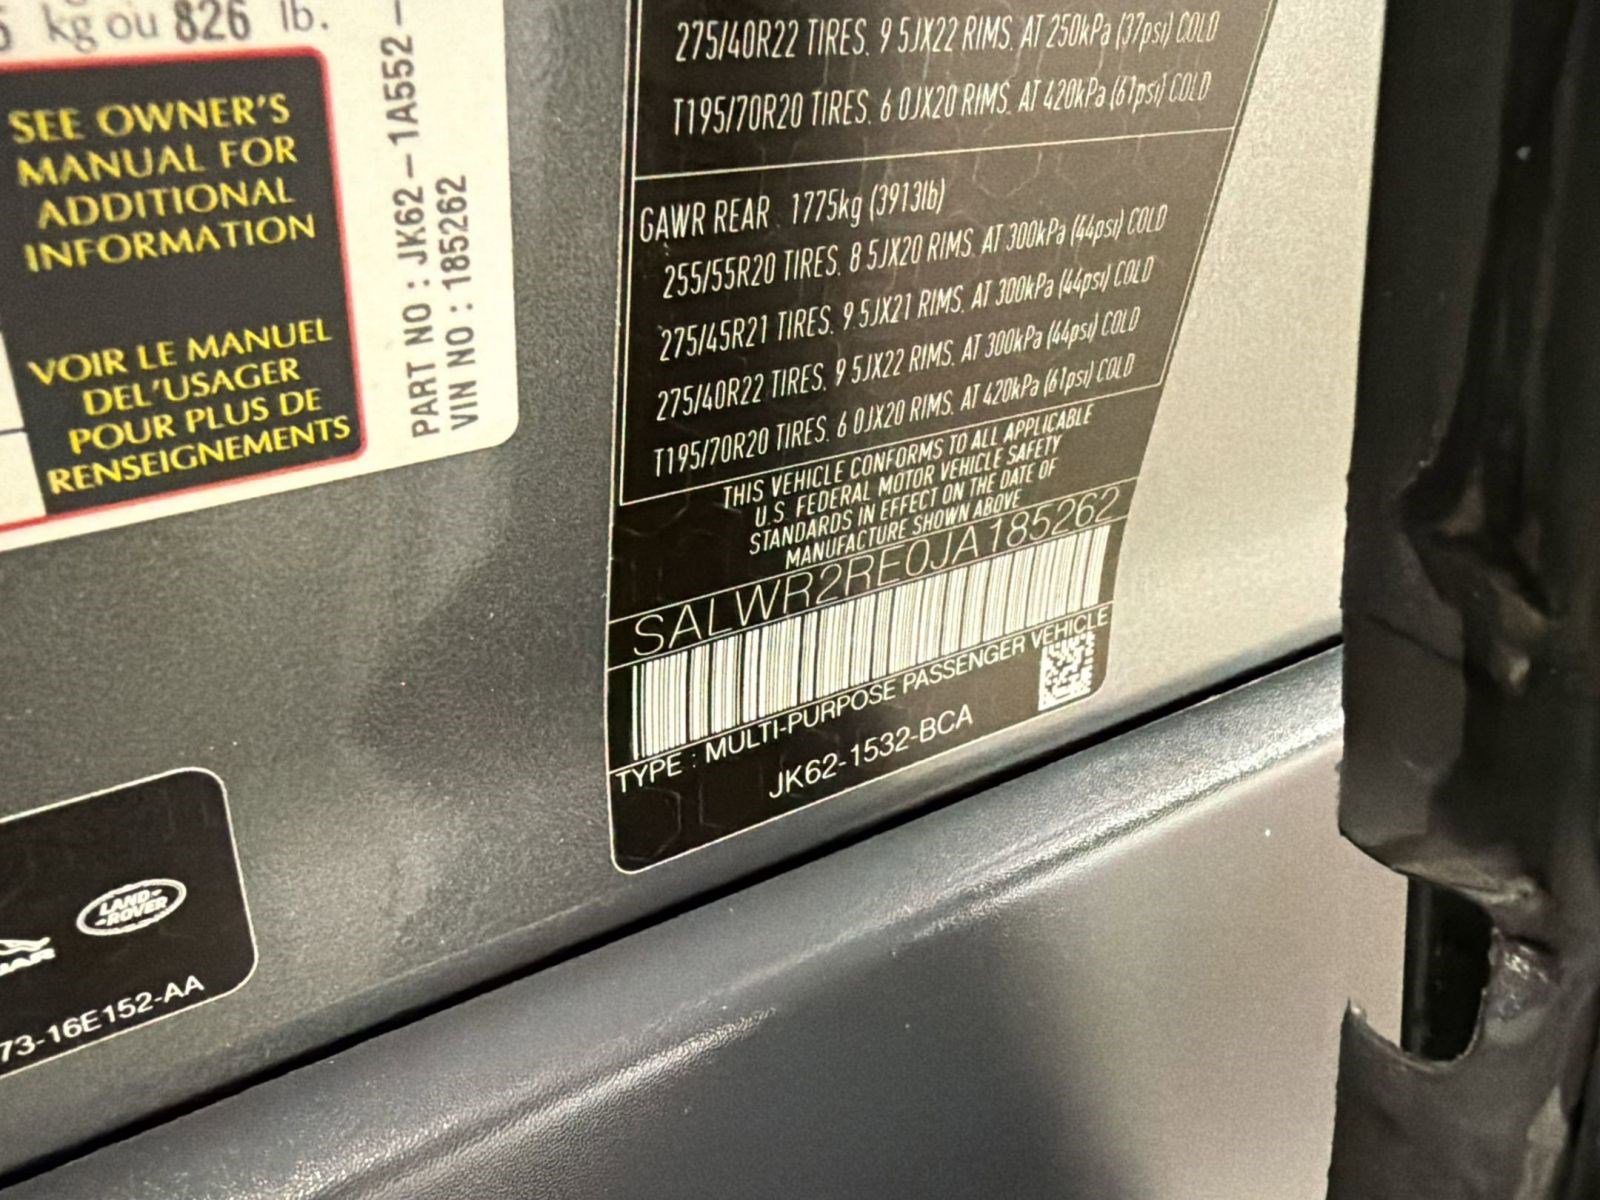 kg ou 826 lb.
SEE OWNER'S
MANUAL FOR
ADDITIONAL
INFORMATION
VOIR LE MANUEL
DEL'USAGER
POUR PLUS DE
RENSEIGNEMENTS
PART NO : JK62-1A552-
VIN NO : 185262
275/40R22 TIRES, 9 5JX22 RIMS, AT 250kPa (37psi) COLD
T195/70R20 TIRES, 6 0JX20 RIMS, AT 420kPa (61psi) COLD
GAWR REAR 1775kg (3913lb)
255/55R20 TIRES, 8 5JX20 RIMS, AT 300kPa (44psi) COLD
275/45R21 TIRES, 9 5JX21 RIMS, AT 300kPa (44psi) COLD
275/40R22 TIRES, 9 5JX22 RIMS, AT 300kPa (44psi) COLD
T195/70R20 TIRES, 6 0JX20 RIMS, AT 420kPa (61psi) COLD
THIS VEHICLE CONFORMS TO ALL APPLICABLE
U.S. FEDERAL MOTOR VEHICLE SAFETY
STANDARDS IN EFFECT ON THE DATE OF
MANUFACTURE SHOWN ABOVE
SALWR2RE0JA185262
TYPE : MULTI-PURPOSE PASSENGER VEHICLE
JK62-1532-BCA
LAND-
-ROVER
73-16E152-AA